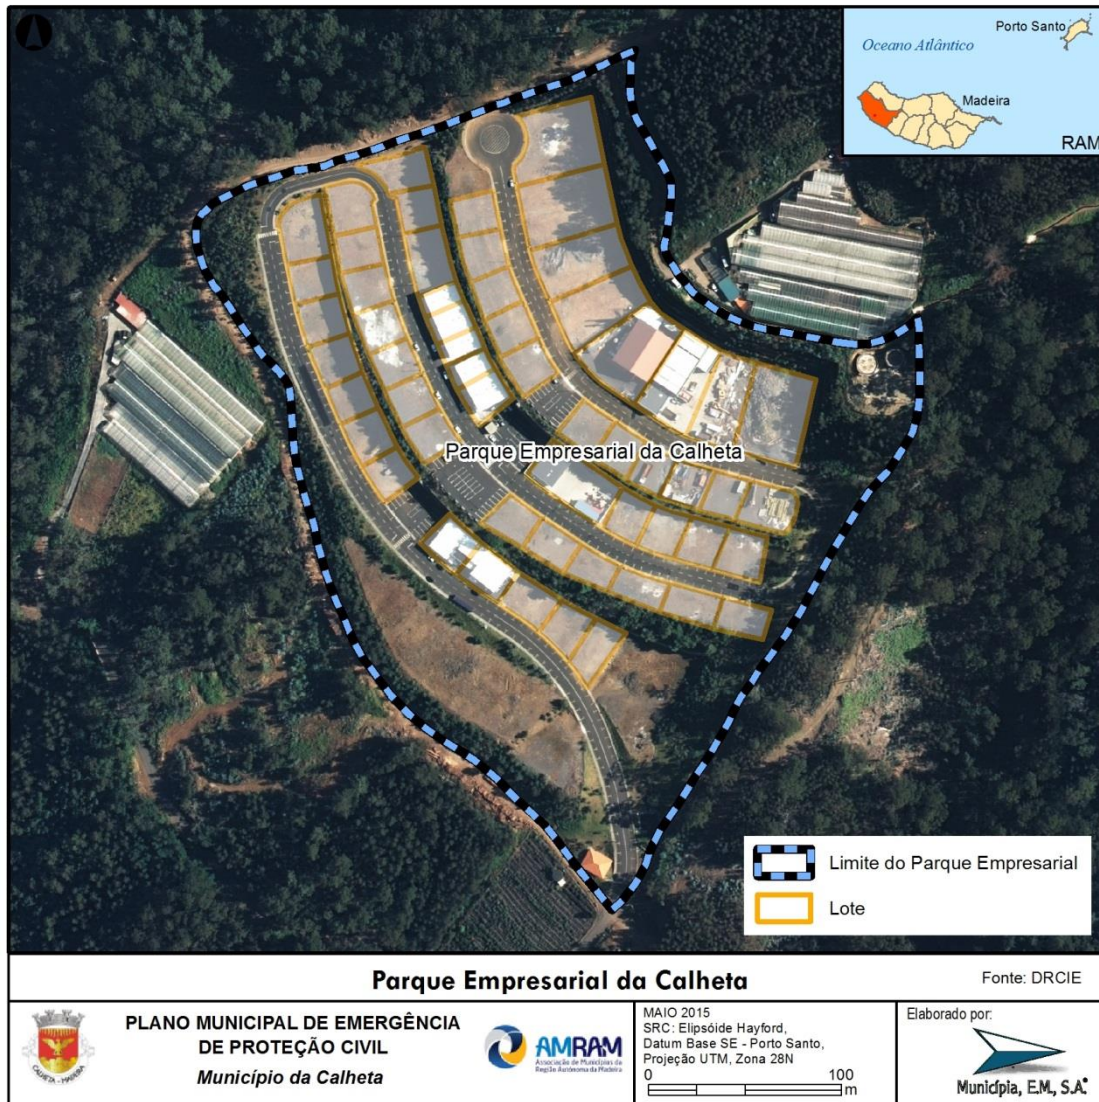 Porto Santo
Oceano Atlântico
Madeira
RAM
Parque Empresarial da Calheta
Limite do Parque Empresarial
Lote
Parque Empresarial da Calheta
Fonte: DRCIE
PLANO MUNICIPAL DE EMERGÊNCIA
DE PROTEÇÃO CIVIL
Município da Calheta
CALHETA - MADEIRA
AMRAM
Associação de Municípios da
Região Autónoma da Madeira
MAIO 2015
SRC: Elipsóide Hayford,
Datum Base SE - Porto Santo,
Projeção UTM, Zona 28N
0 100
m
Elaborado por:
Município, E.M., S.A.